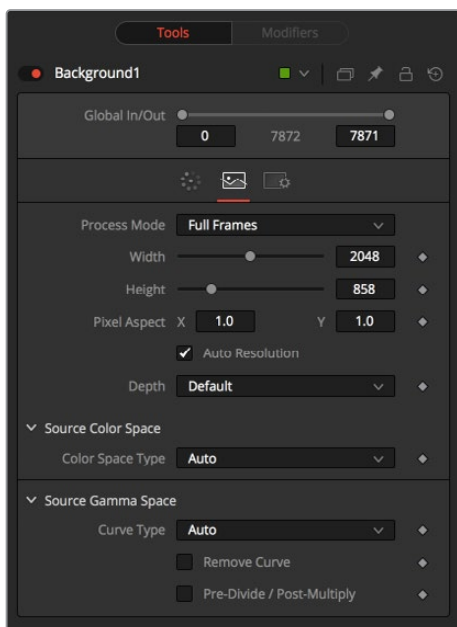 Tools Modifiers
Background1
Global In/Out
0 7872 7871
Process Mode Full Frames
Width 2048
Height 858
Pixel Aspect X 1.0 Y 1.0
Auto Resolution
Depth Default
Source Color Space
Color Space Type Auto
Source Gamma Space
Curve Type Auto
Remove Curve
Pre-Divide / Post-Multiply